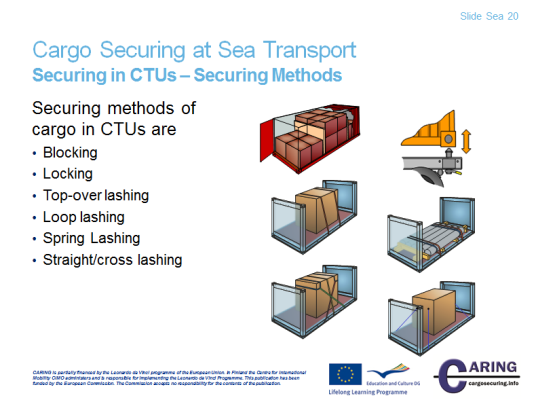 Slide Sea 20
Cargo Securing at Sea Transport
Securing in CTUs – Securing Methods
Securing methods of
cargo in CTUs are
• Blocking
• Locking
• Top-over lashing
• Loop lashing
• Spring Lashing
• Straight/cross lashing
CARING is partially financed by the Leonardo da Vinci programme of the European Union. In Finland the Centre for International
Mobility CIMO administers and is responsible for implementing the Leonardo da Vinci Programme. This publication has been
funded by the European Commission. The Commission accepts no responsibility for the contents of the publication.
Education and Culture DG
Lifelong Learning Programme
CARING
cargosecuring.info